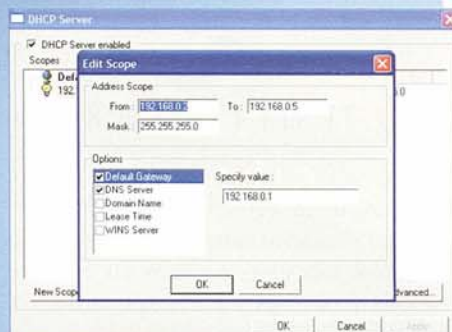 DHCP Server
DHCP Server enabled
Scopes
Edit Scope
Address Scope
From : 192.168.0.2 To : 192.168.0.5
Mask : 255.255.255.0
Options
Default Gateway
DNS Server
Domain Name
Lease Time
WINS Server
Specify value :
192.168.0.1
OK Cancel
New Scop
dvanced...
OK Cancel Apply